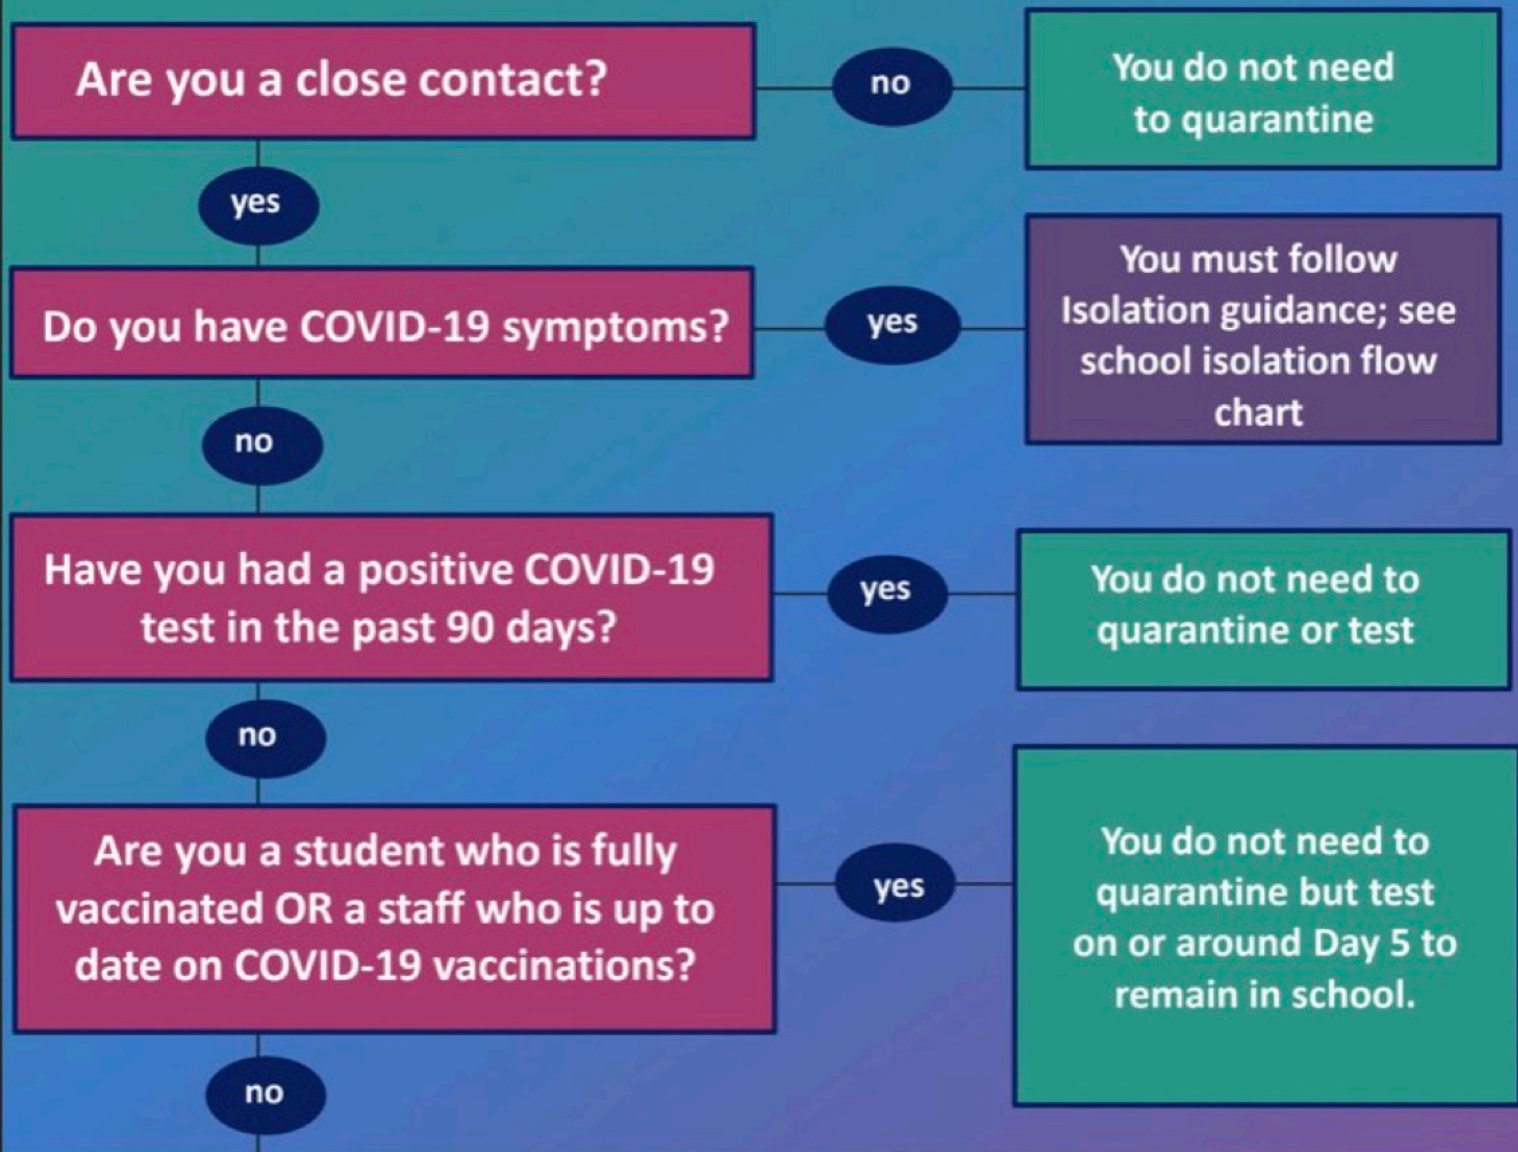 Are you a close contact?
no
You do not need
to quarantine
yes
Do you have COVID-19 symptoms?
yes
You must follow
Isolation guidance; see
school isolation flow
chart
no
Have you had a positive COVID-19
test in the past 90 days?
yes
You do not need to
quarantine or test
no
Are you a student who is fully
vaccinated OR a staff who is up to
date on COVID-19 vaccinations?
yes
You do not need to
quarantine but test
on or around Day 5 to
remain in school.
no